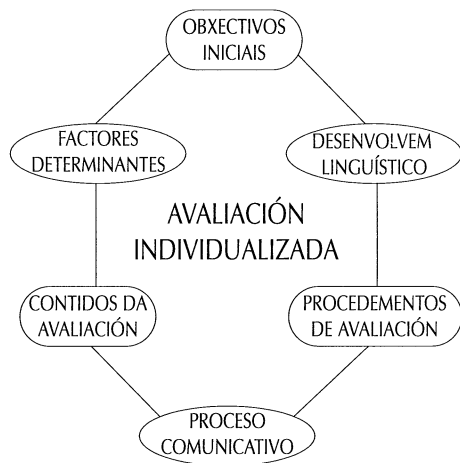 OBXECTIVOS
INICIAIS
FACTORES
DETERMINANTES
DESENVOLVEM
LINGUÍSTICO
AVALIACIÓN
INDIVIDUALIZADA
CONTIDOS DA
AVALIACIÓN
PROCEDEMENTOS
DE AVALIACIÓN
PROCESO
COMUNICATIVO